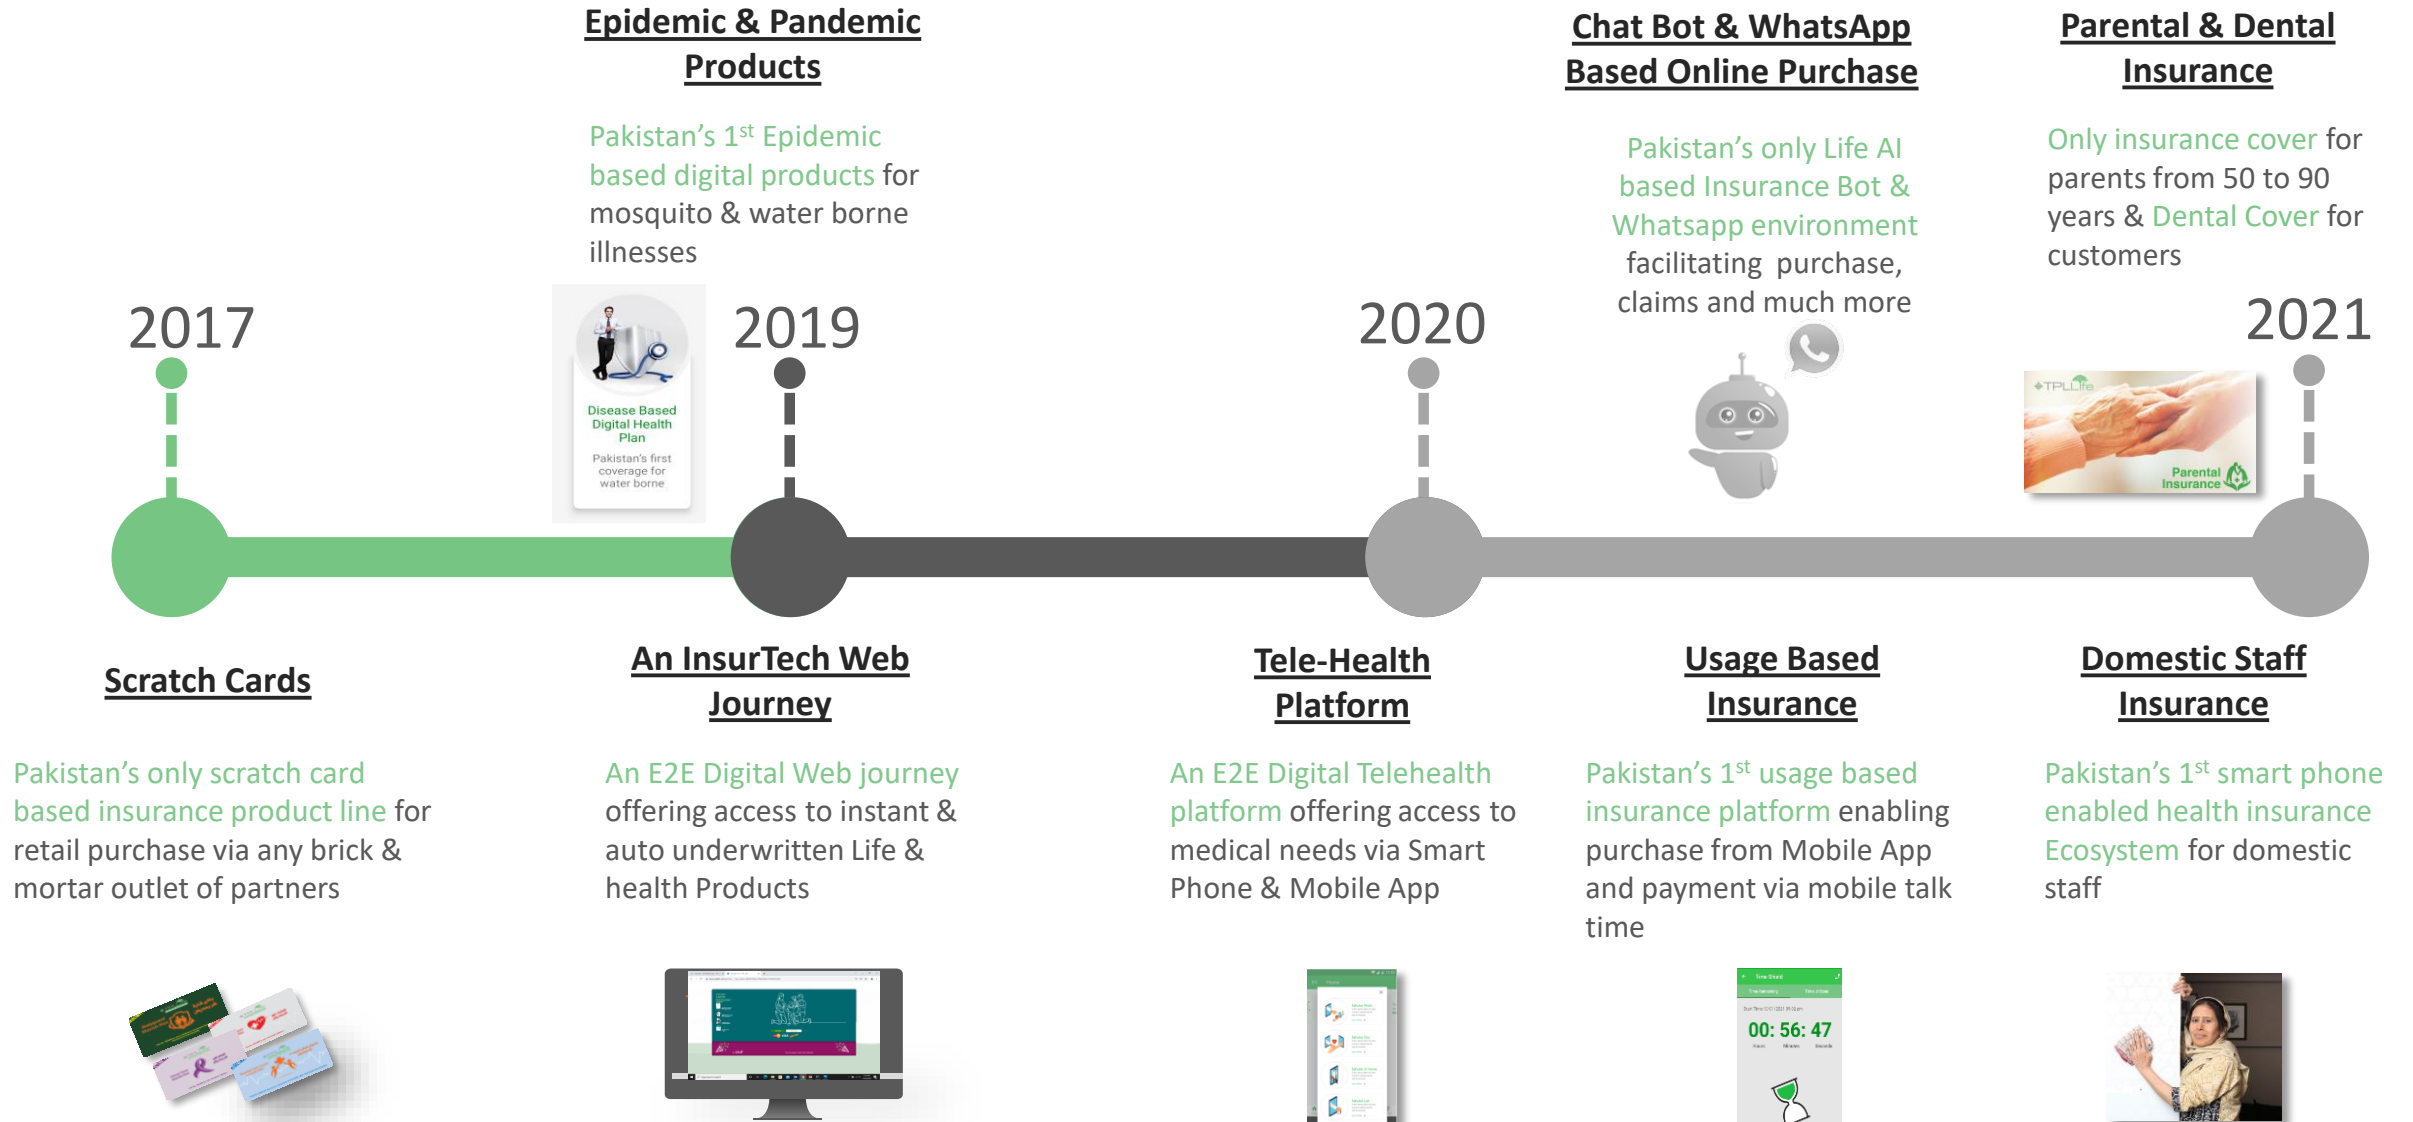 Epidemic & Pandemic
Products
Pakistan's 1st Epidemic
based digital products for
mosquito & water borne
illnesses
Chat Bot & WhatsApp
Based Online Purchase
Pakistan's only Life AI
based Insurance Bot &
Whatsapp environment
facilitating  purchase,
claims and much more
Parental & Dental
Insurance
Only insurance cover for
parents from 50 to 90
years & Dental Cover for
customers
2017
2019
2020
2021
Disease Based
Digital Health
Plan
Pakistan's first
coverage for
water borne
TPLLife
Parental
Insurance
Scratch Cards
Pakistan's only scratch card
based insurance product line for
retail purchase via any brick &
mortar outlet of partners
An InsurTech Web
Journey
An E2E Digital Web journey
offering access to instant &
auto underwritten Life &
health Products
Tele-Health
Platform
An E2E Digital Telehealth
platform offering access to
medical needs via Smart
Phone & Mobile App
Usage Based
Insurance
Pakistan's 1st usage based
insurance platform enabling
purchase from Mobile App
and payment via mobile talk
time
Domestic Staff
Insurance
Pakistan's 1st smart phone
enabled health insurance
Ecosystem for domestic
staff
00: 56: 47
Hours Minutes Seconds